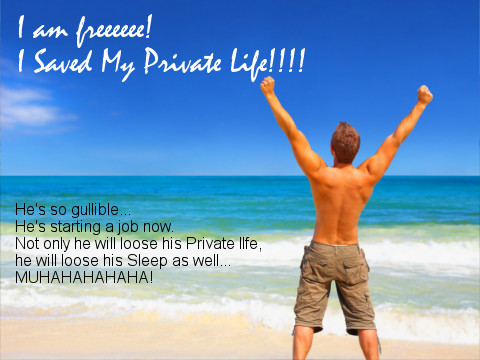 I am freeeeee!
I Saved My Private Life!!!!
He's so gullible...
He's starting a job now.
Not only he will loose his Private lIfe,
he will loose his Sleep as well...
MUHAHAHAHAHA!